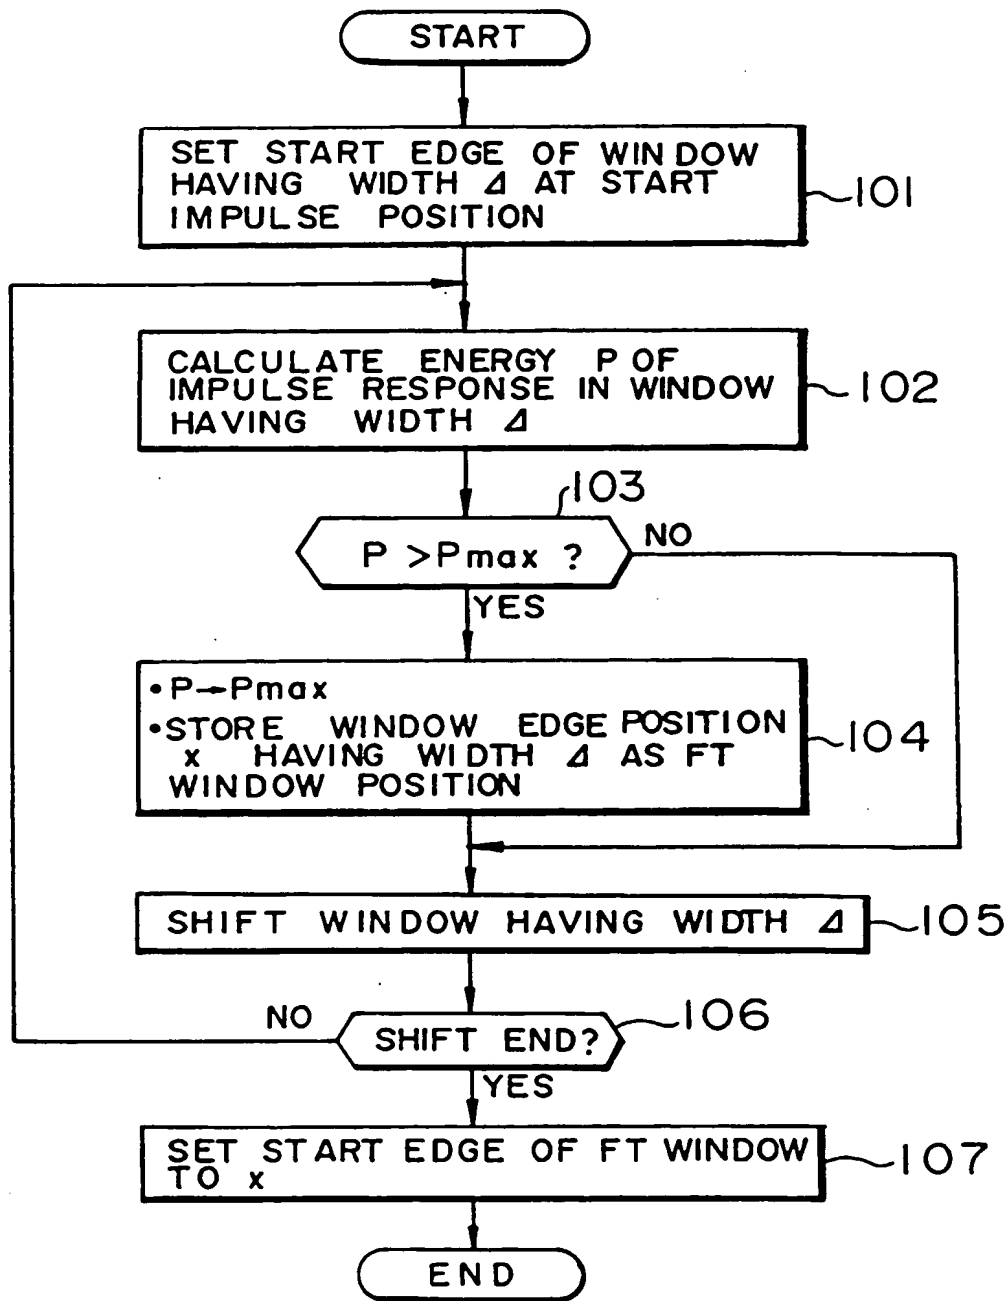 START
SET START EDGE OF WINDOW
HAVING WIDTH Δ AT START
IMPULSE POSITION
101
CALCULATE ENERGY P OF
IMPULSE RESPONSE IN WINDOW
HAVING WIDTH Δ
102
103
P >Pmax ?
NO
YES
•P→Pmax
•STORE WINDOW EDGE POSITION
x HAVING WIDTH Δ AS FT
WINDOW POSITION
104
SHIFT WINDOW HAVING WIDTH Δ
105
NO
SHIFT END?
106
YES
SET START EDGE OF FT WINDOW
TO x
107
END